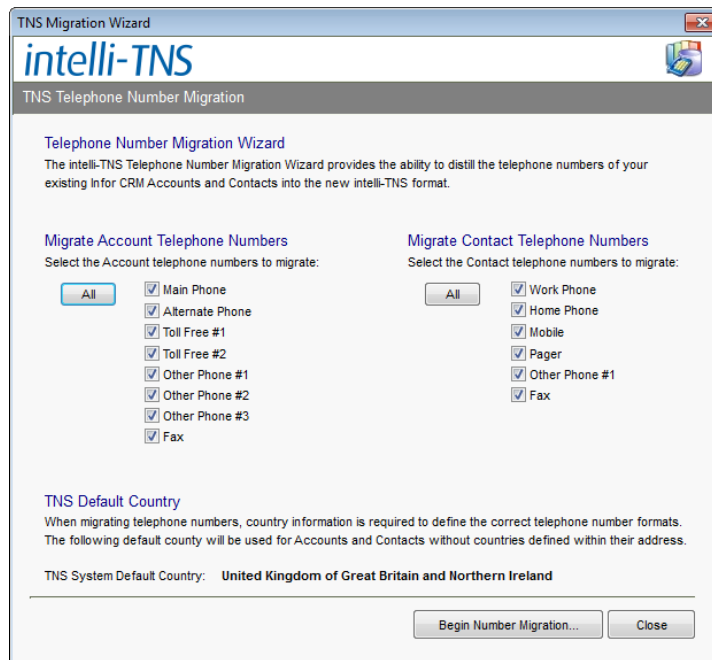 TNS Migration Wizard
intelli-TNS
TNS Telephone Number Migration
Telephone Number Migration Wizard
The intelli-TNS Telephone Number Migration Wizard provides the ability to distill the telephone numbers of your
existing Infor CRM Accounts and Contacts into the new intelli-TNS format.
Migrate Account Telephone Numbers
Select the Account telephone numbers to migrate:
All
Main Phone
Alternate Phone
Toll Free #1
Toll Free #2
Other Phone #1
Other Phone #2
Other Phone #3
Fax
Migrate Contact Telephone Numbers
Select the Contact telephone numbers to migrate:
All
Work Phone
Home Phone
Mobile
Pager
Other Phone #1
Fax
TNS Default Country
When migrating telephone numbers, country information is required to define the correct telephone number formats.
The following default county will be used for Accounts and Contacts without countries defined within their address.
TNS System Default Country: United Kingdom of Great Britain and Northern Ireland
Begin Number Migration... Close